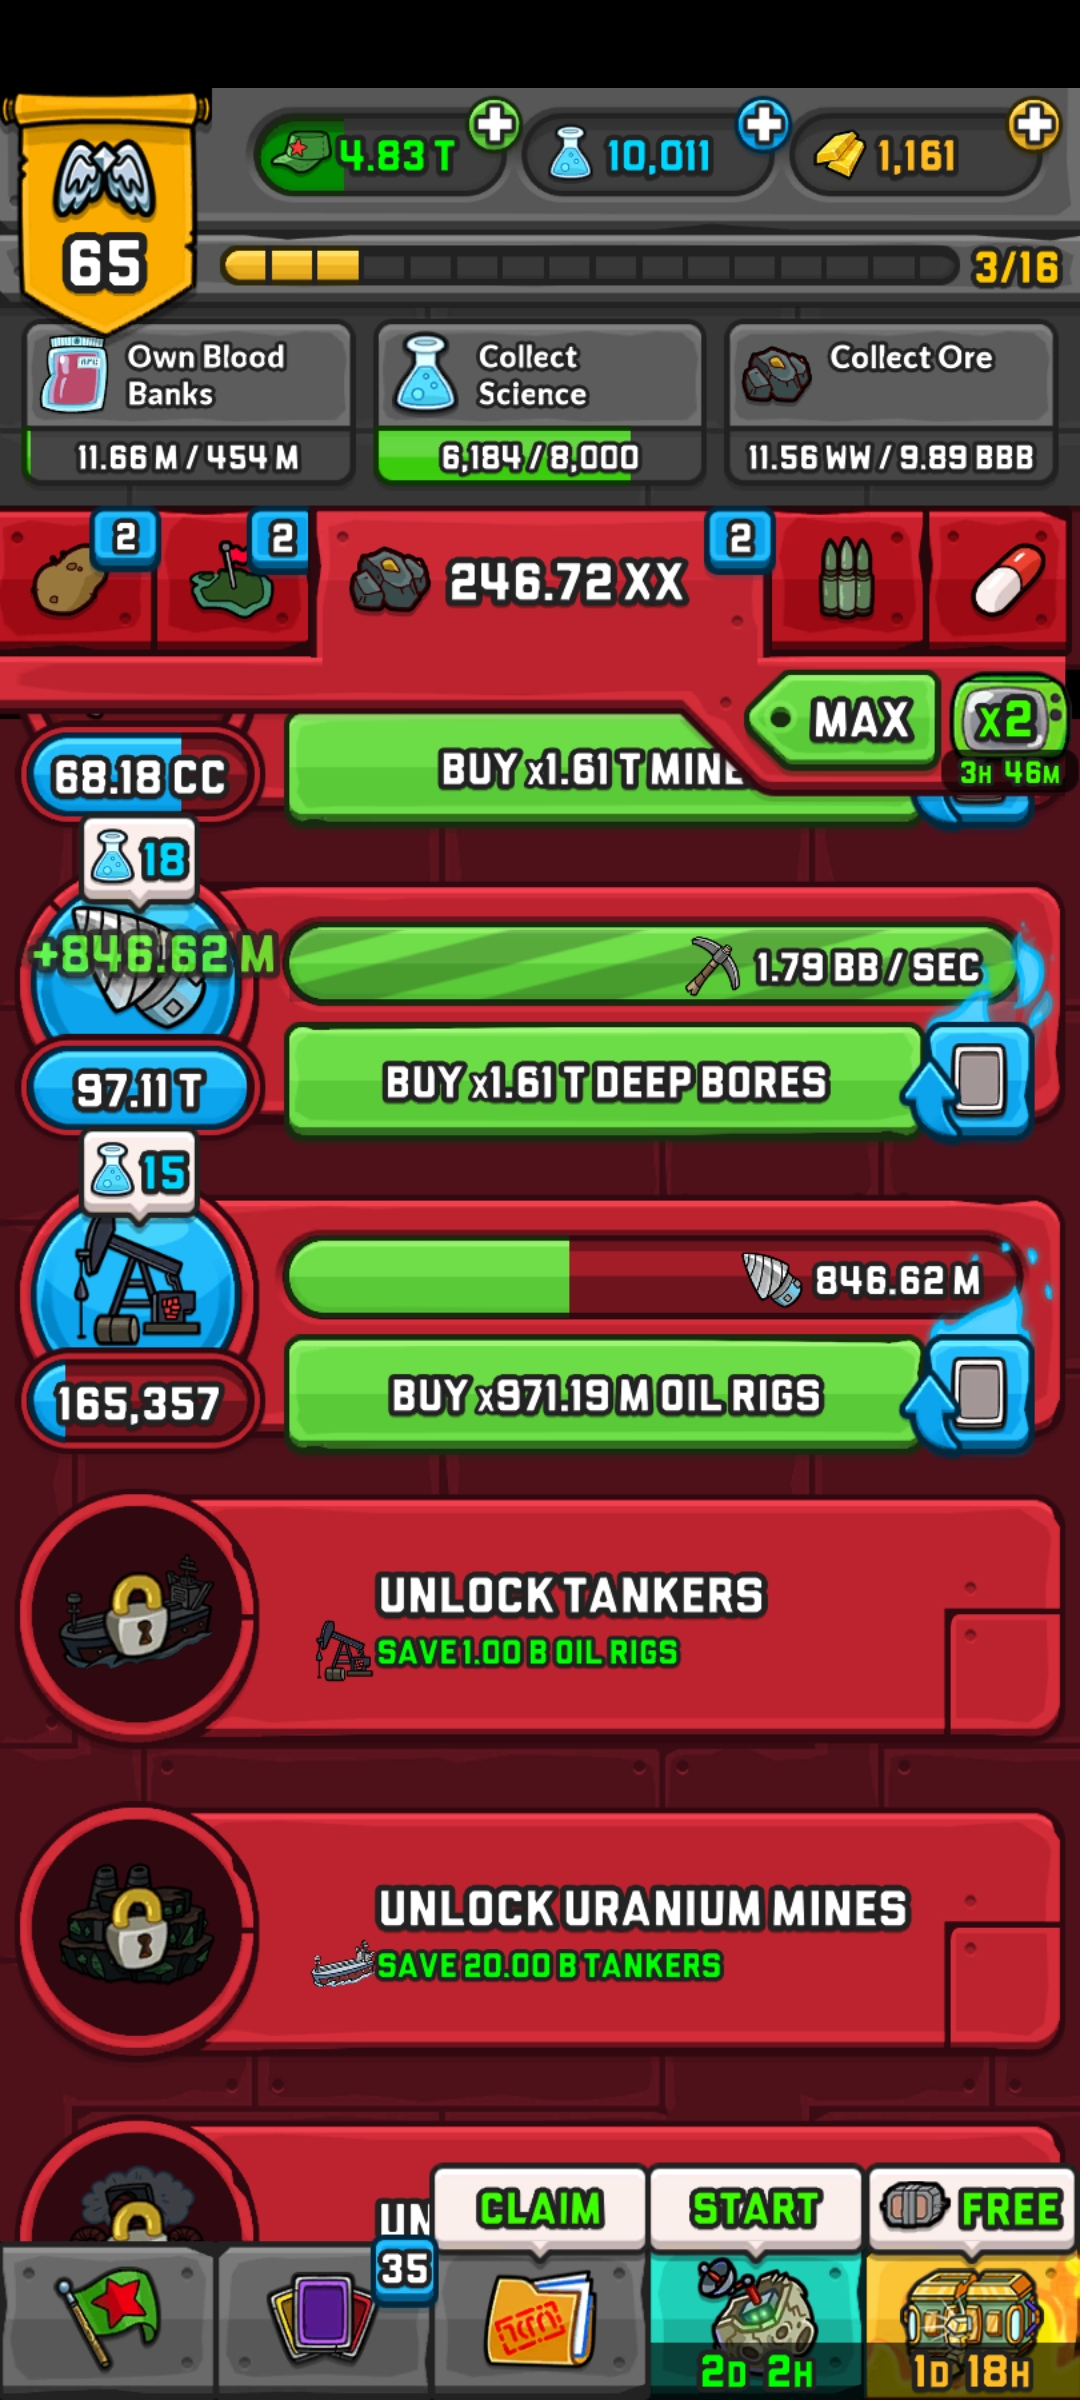 4.83 T
10,011
1,161
65
3/16
Own Blood
Banks
11.66 M / 454 M
Collect
Science
6,184 / 8,000
Collect Ore
11.56 WW / 9.89 BBB
2
2
246.72 XX
2
MAX
x2
3H 46M
68.18 CC
BUY x1.61 T MINE
18
+846.62 M
1.79 BB / SEC
97.11 T
BUY x1.61 T DEEP BORES
15
846.62 M
165,357
BUY x971.19 M OIL RIGS
UNLOCK TANKERS
SAVE 1.00 B OIL RIGS
UNLOCK URANIUM MINES
SAVE 20.00 B TANKERS
UN
CLAIM
START
FREE
35
2D 2H
1D 18H